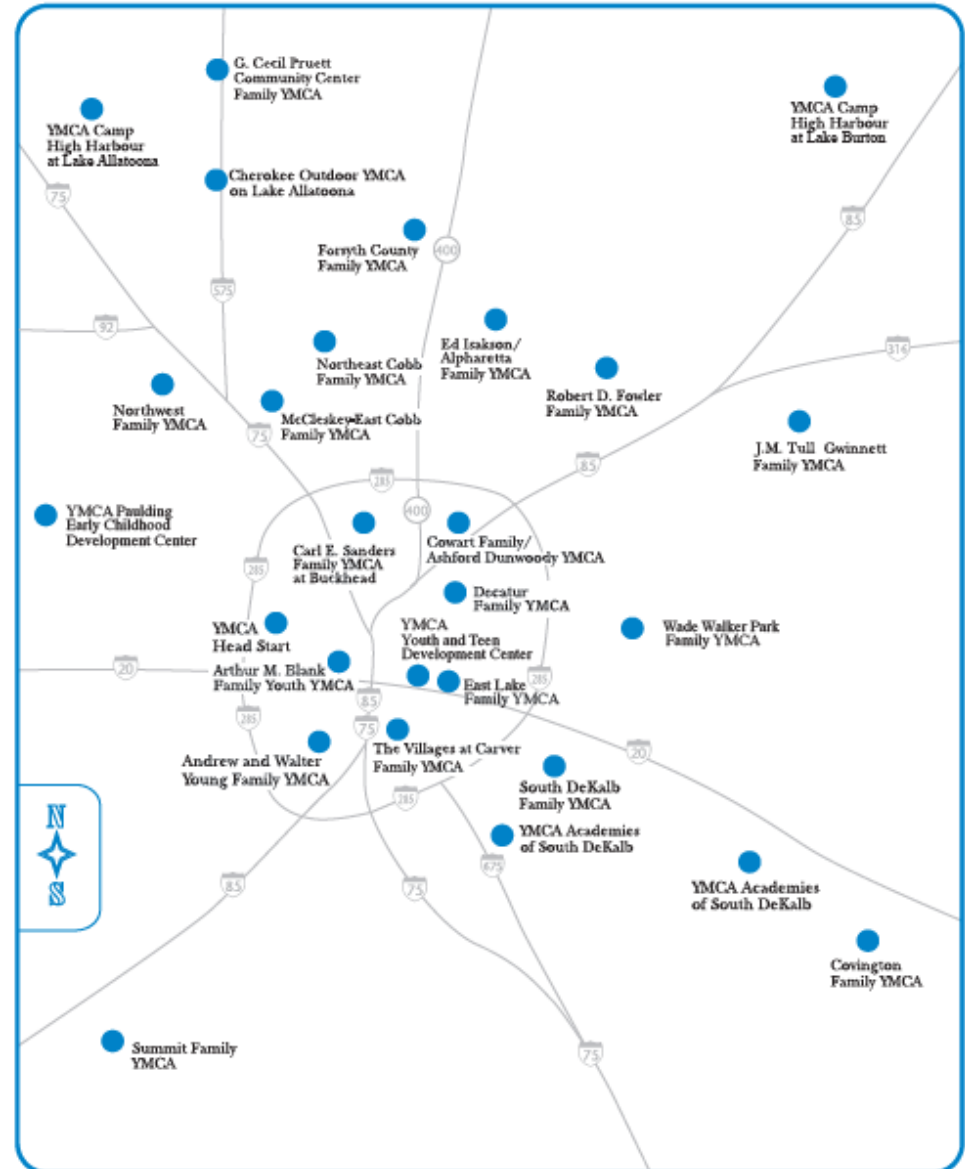 G. Cecil Pruett
Community Center
Family YMCA
YMCA Camp
High Harbour
at Lake Allatoona
YMCA Camp
High Harbour
at Lake Burton
Cherokee Outdoor YMCA
on Lake Allatoona
75
85
Forsyth County
Family YMCA
400
575
92
Ed Isakson/
Alpharetta
Family YMCA
316
Northeast Cobb
Family YMCA
Robert D. Fowler
Family YMCA
Northwest
Family YMCA
McCleskey-East Cobb
Family YMCA
75
J.M. Tull Gwinnett
Family YMCA
85
285
400
YMCA Paulding
Early Childhood
Development Center
Carl E. Sanders
Family YMCA
at Buckhead
Cowart Family/
Ashford Dunwoody YMCA
285
Decatur
Family YMCA
YMCA
Head Start
YMCA
Youth and Teen
Development Center
Wade Walker Park
Family YMCA
20
Arthur M. Blank
Family Youth YMCA
East Lake
Family YMCA
285
85
285
75
The Villages at Carver
Family YMCA
20
Andrew and Walter
Young Family YMCA
South DeKalb
Family YMCA
285
N
S
YMCA Academies
of South DeKalb
675
85
75
YMCA Academies
of South DeKalb
Covington
Family YMCA
Summit Family
YMCA
75